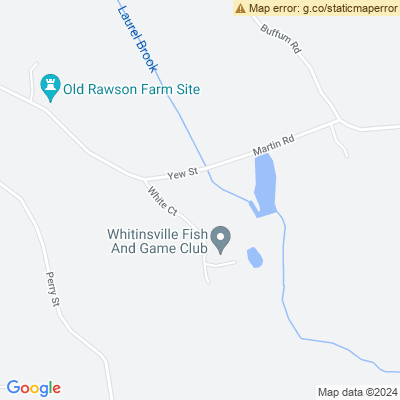 Map error: g.co/staticmaperror
Laurel Brook
Buffum Rd
Old Rawson Farm Site
Martin Rd
Yew St
White Ct
Whitinsville Fish
And Game Club
Perry St
Google
Map data ©2024